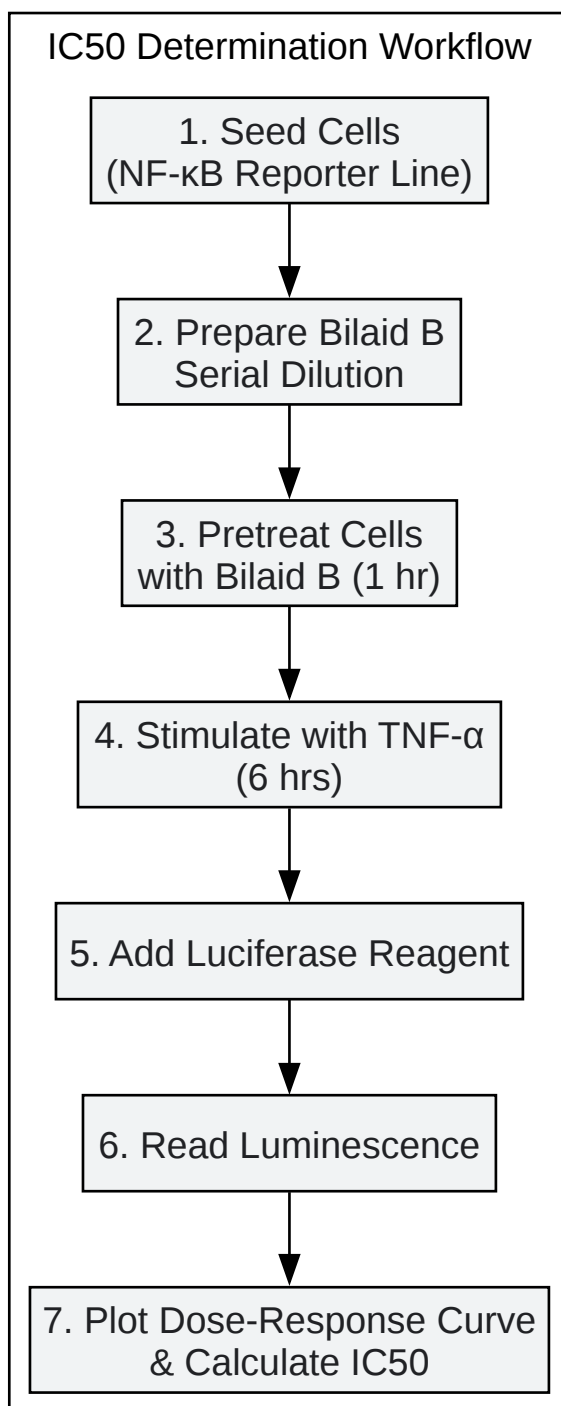 IC50 Determination Workflow
1. Seed Cells
(NF-κB Reporter Line)
2. Prepare Bilaid B
Serial Dilution
3. Pretreat Cells
with Bilaid B (1 hr)
4. Stimulate with TNF-α
(6 hrs)
5. Add Luciferase Reagent
6. Read Luminescence
7. Plot Dose-Response Curve
& Calculate IC50